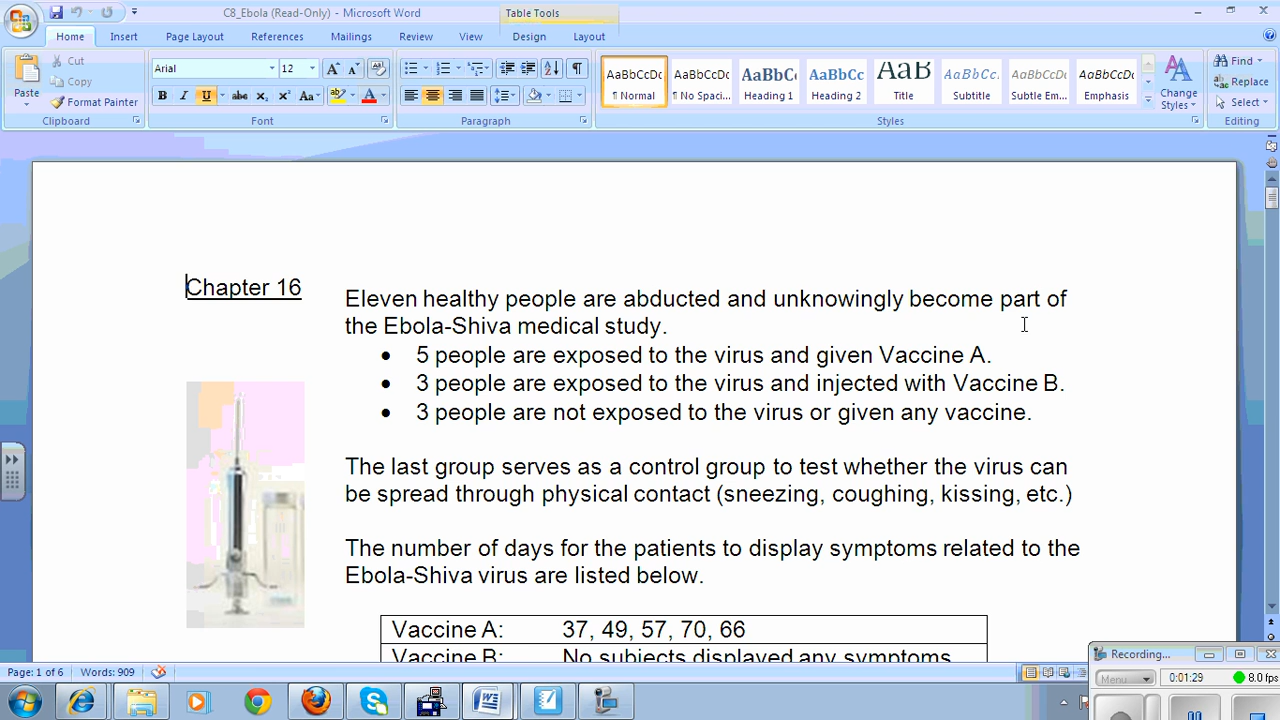 C8_Ebola (Read-Only) - Microsoft Word
Table Tools
Home Insert Page Layout References Mailings Review View Design Layout
Paste
Cut
Copy
Format Painter
Clipboard
Arial 12
Font
Paragraph
AaBbCcDc AaBbCcDc AaBbC AaBbCc AaB AaBbCc. AaBbCcDc AaBbCcDc
¶ Normal ¶ No Spaci... Heading 1 Heading 2 Title Subtitle Subtle Em... Emphasis
Change
Styles
Styles
Find
Replace
Select
Editing
Chapter 16
Eleven healthy people are abducted and unknowingly become part of
the Ebola-Shiva medical study.
• 5 people are exposed to the virus and given Vaccine A.
• 3 people are exposed to the virus and injected with Vaccine B.
• 3 people are not exposed to the virus or given any vaccine.
The last group serves as a control group to test whether the virus can
be spread through physical contact (sneezing, coughing, kissing, etc.)
The number of days for the patients to display symptoms related to the
Ebola-Shiva virus are listed below.
Vaccine A: 37, 49, 57, 70, 66
Vaccine B: No subjects displayed any symptoms
Page: 1 of 6 Words: 909
Recording...
Menu 0:01:29 8.0 fps